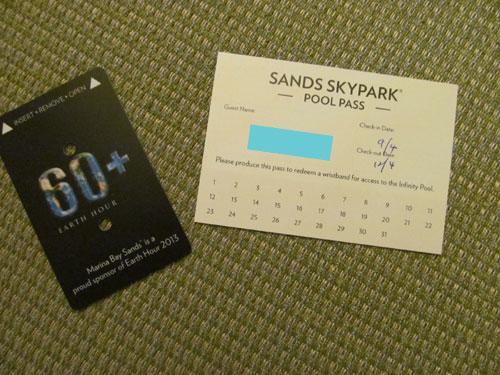 INSERT • REMOVE • OPEN
60+
EARTH HOUR
Marina Bay Sands® is a
proud sponsor of Earth Hour 2013
SANDS SKYPARK®
POOL PASS
Guest Name:
Check-in Date:
9/4
Check-out Date:
12/4
Please produce this pass to redeem a wristband for access to the Infinity Pool.
1 2 3 4 5 6 7 8 9 10 11
12 13 14 15 16 17 18 19 20 21 22
23 24 25 26 27 28 29 30 31